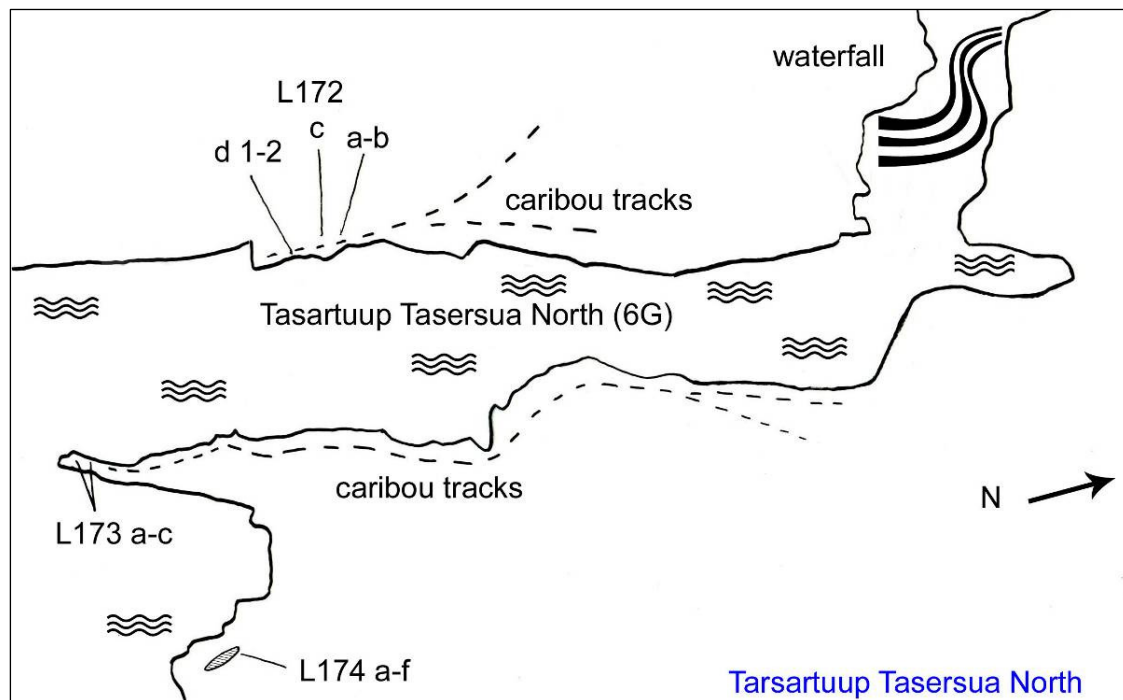 waterfall
L172
c
a-b
d 1-2
caribou tracks
Tasartuup Tasersua North (6G)
caribou tracks
N
L173 a-c
L174 a-f
Tarsartuup Tasersua North